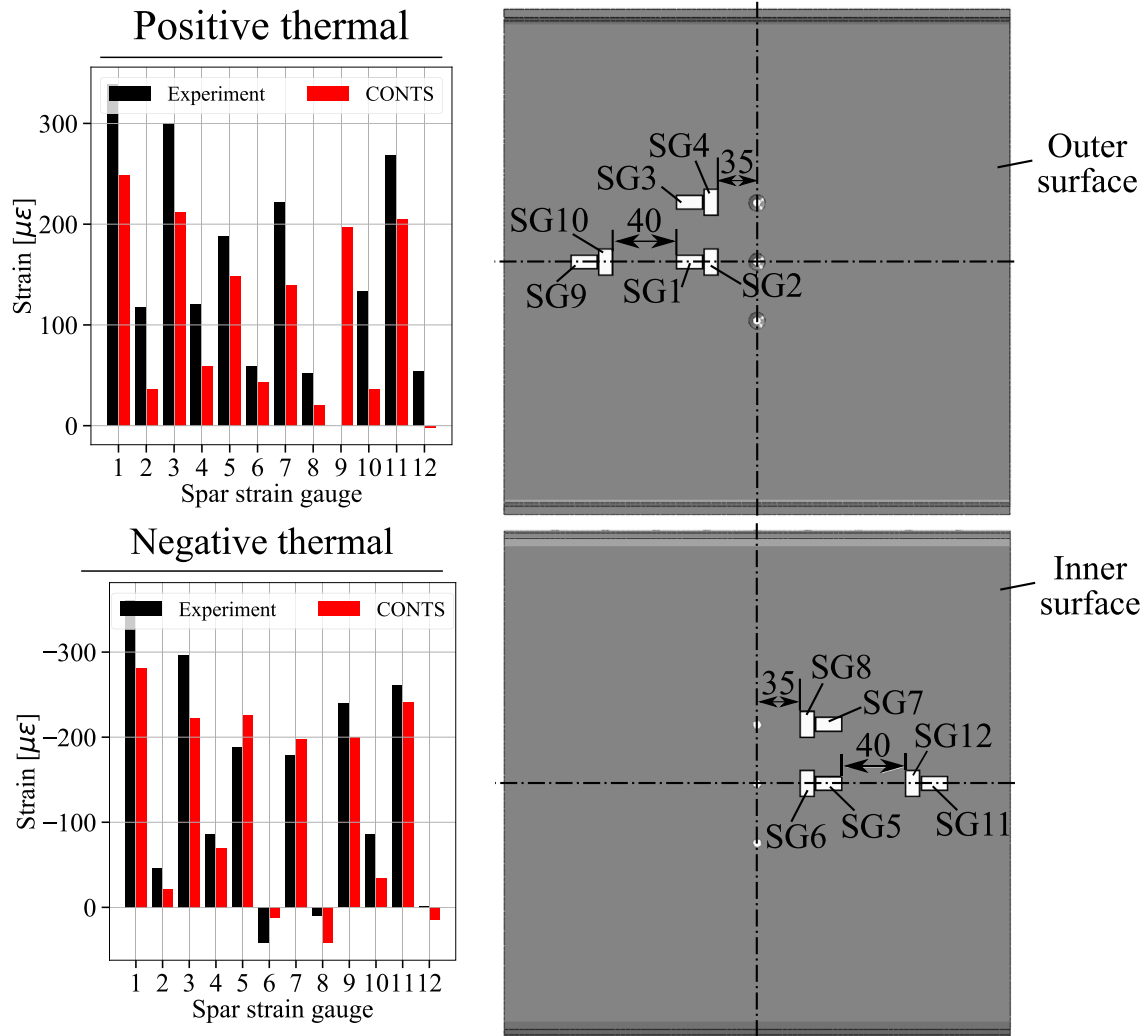 Positive thermal
Experiment CONTS
300
200
100
0
Strain [με]
1 2 3 4 5 6 7 8 9 10 11 12
Spar strain gauge
SG4
35
SG3
SG10
40
SG9
SG1
SG2
Outer
surface
Negative thermal
Experiment CONTS
−300
−200
−100
0
Strain [με]
1 2 3 4 5 6 7 8 9 10 11 12
Spar strain gauge
SG8
35
SG7
40
SG12
SG6
SG5
SG11
Inner
surface